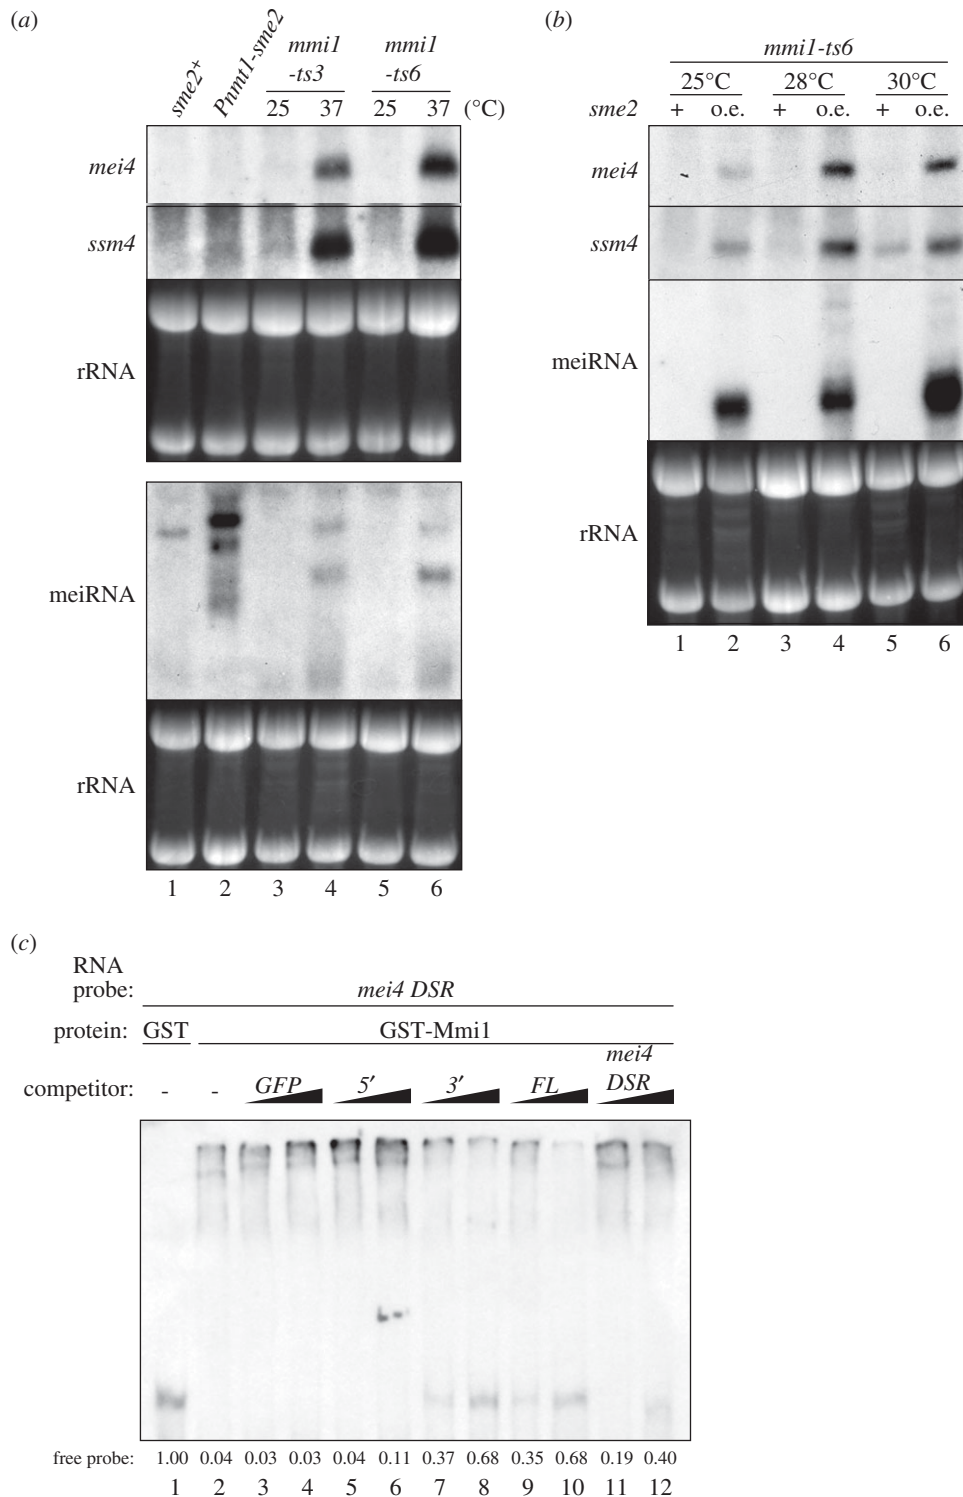 (a)
sme2+ Pnmt1-sme2 mmi1 mmi1
-ts3 -ts6
25 37 25 37 (°C)
mei4
ssm4
rRNA
meiRNA
rRNA
1 2 3 4 5 6
(b)
mmi1-ts6
25°C 28°C 30°C
sme2 + o.e. + o.e. + o.e.
mei4
ssm4
meiRNA
rRNA
1 2 3 4 5 6
(c)
RNA
probe: mei4 DSR
protein: GST GST-Mmi1
mei4
competitor: - - GFP 5′ 3′ FL DSR
free probe: 1.00 0.04 0.03 0.03 0.04 0.11 0.37 0.68 0.35 0.68 0.19 0.40
1 2 3 4 5 6 7 8 9 10 11 12